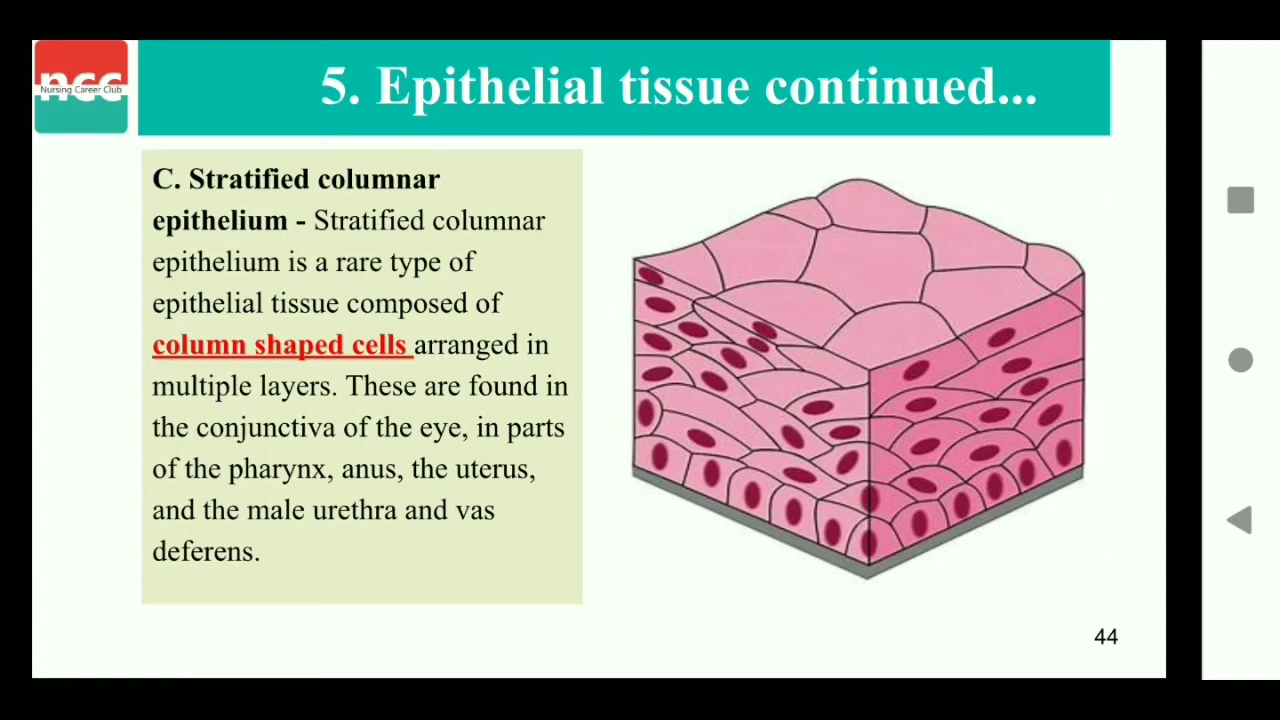 ncc
Nursing Career Club
5. Epithelial tissue continued...
C. Stratified columnar
epithelium - Stratified columnar
epithelium is a rare type of
epithelial tissue composed of
column shaped cells arranged in
multiple layers. These are found in
the conjunctiva of the eye, in parts
of the pharynx, anus, the uterus,
and the male urethra and vas
deferens.
44